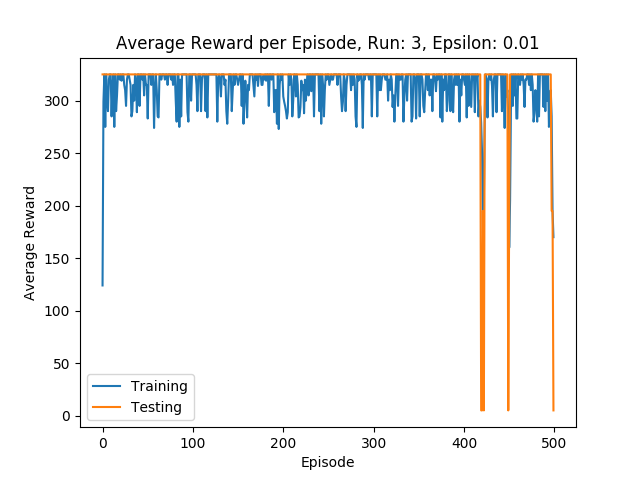 Average Reward per Episode, Run: 3, Epsilon: 0.01
Average Reward
300
250
200
150
100
50
0
Training
Testing
0 100 200 300 400 500
Episode